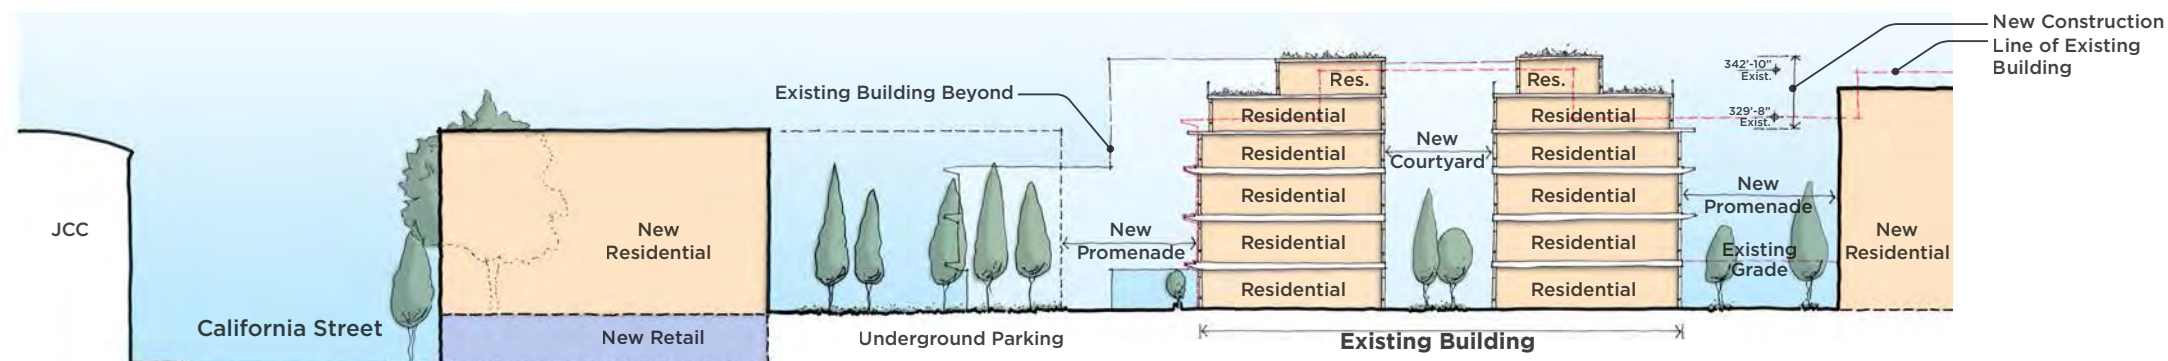 New Construction
Line of Existing
Building
342'-10"
Exist.
329'-8"
Exist.
Existing Building Beyond
Res.
Res.
Residential
Residential
New
Courtyard
Residential
Residential
Residential
Residential
New
Promenade
JCC
New
Residential
New
Promenade
Residential
Residential
Existing
Grade
New
Residential
Residential
Residential
California Street
New Retail
Underground Parking
Existing Building